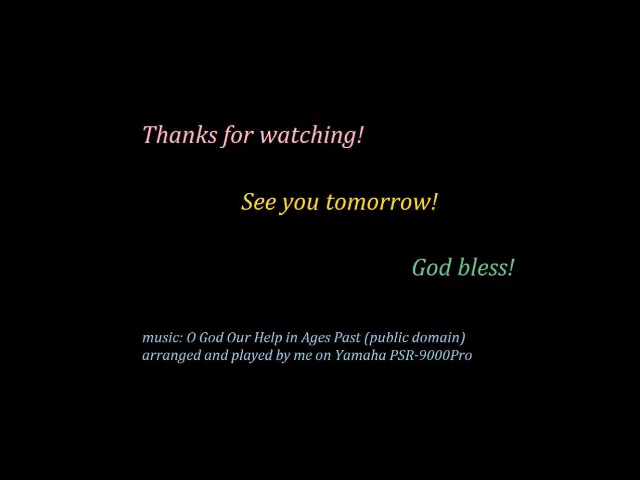 Thanks for watching!
See you tomorrow!
God bless!
music: O God Our Help in Ages Past (public domain)
arranged and played by me on Yamaha PSR-9000Pro